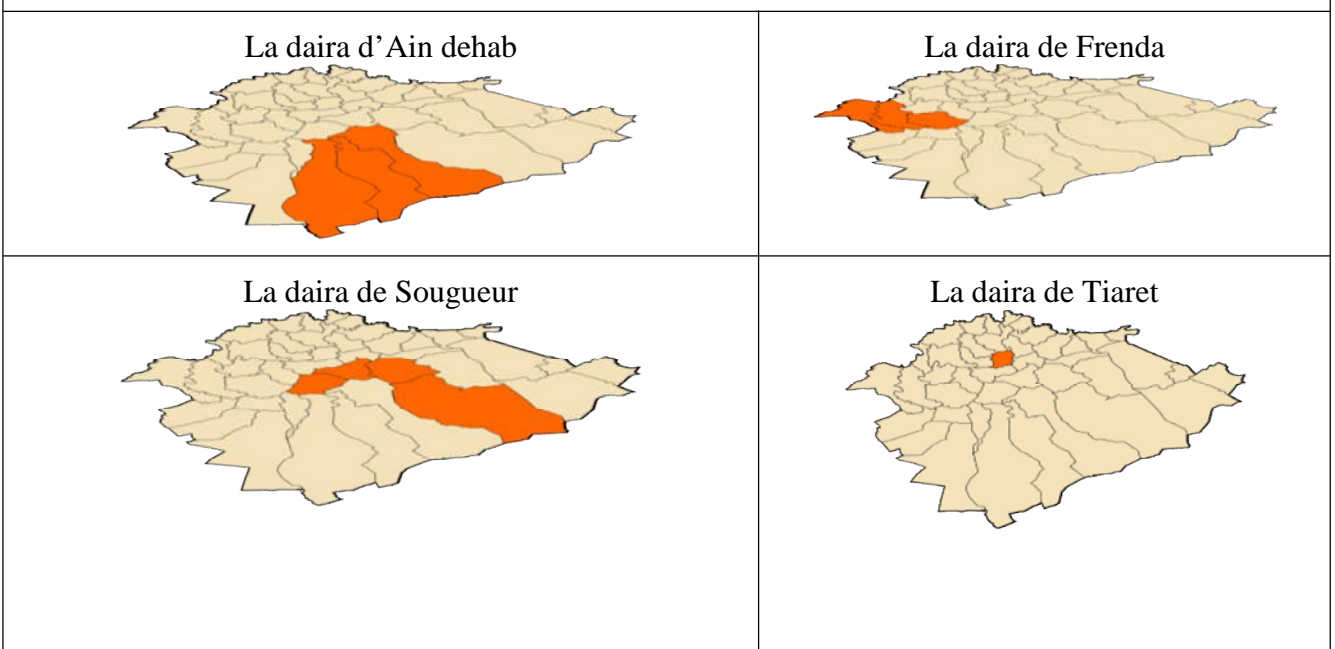 La daira d’Ain dehab
La daira de Frenda
La daira de Sougueur
La daira de Tiaret